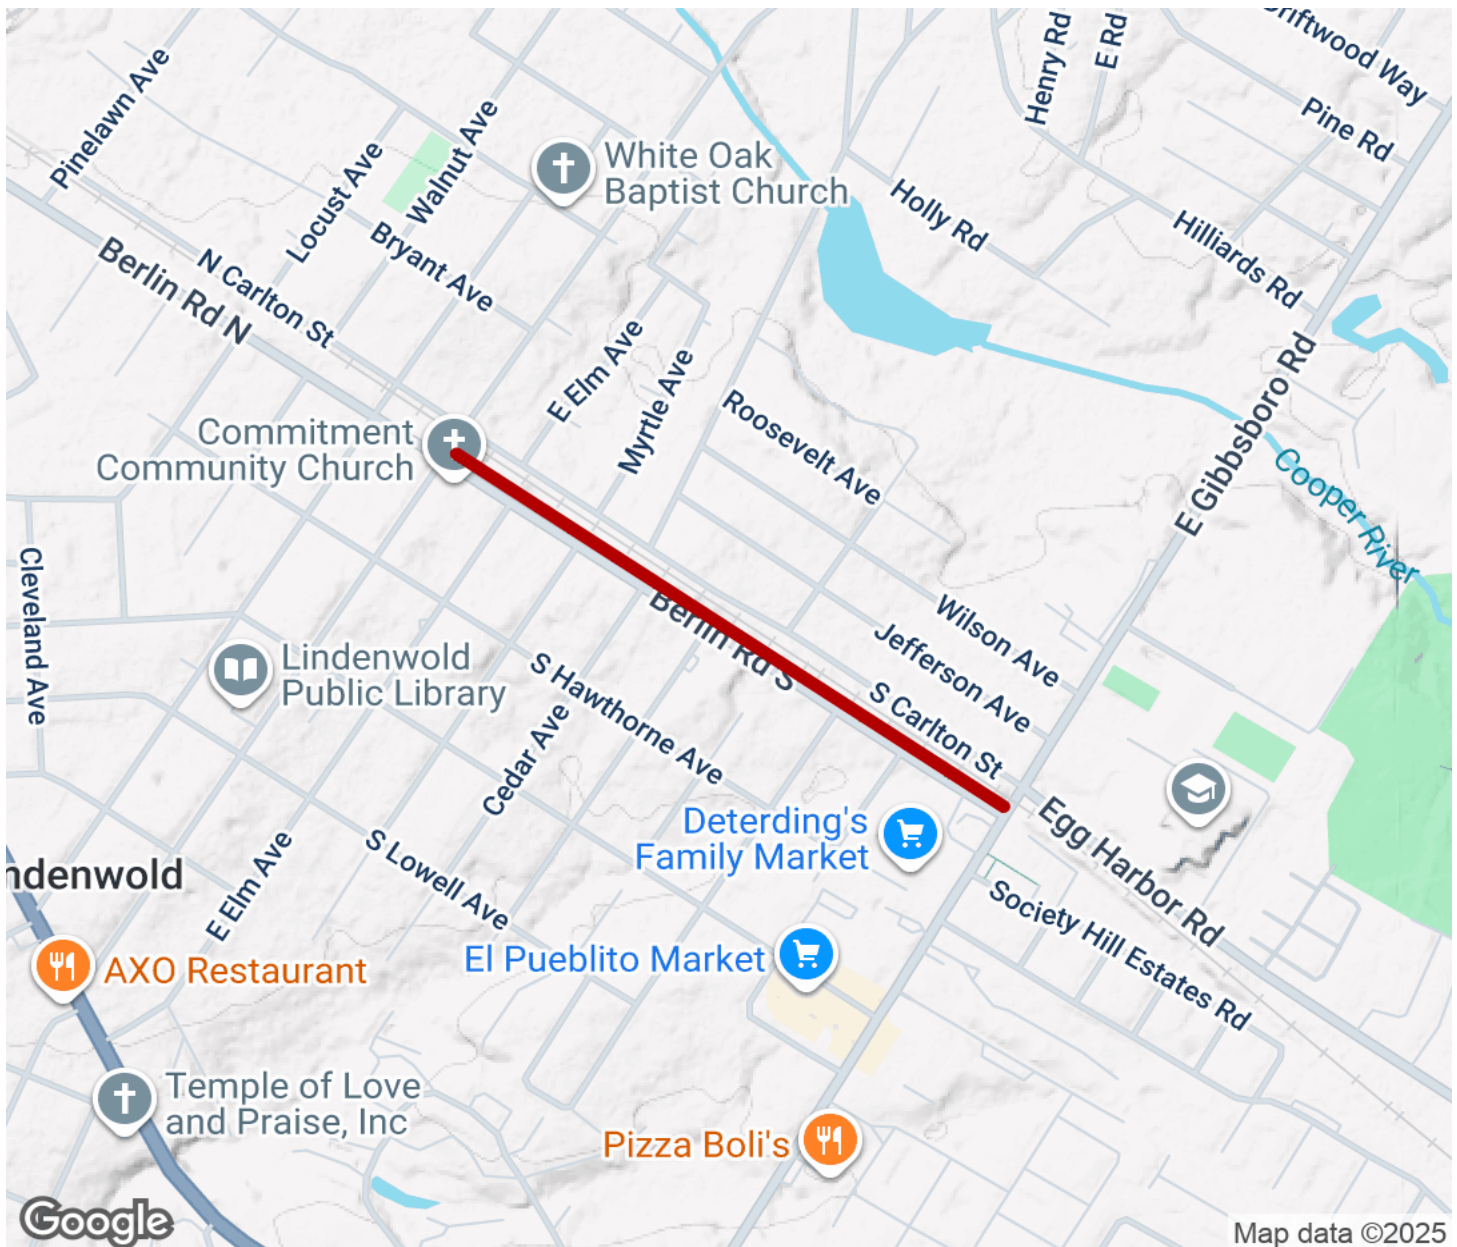 Driftwood Way
Henry Rd
E Rd
Pine Rd
Pinelawn Ave
Locust Ave
Walnut Ave
White Oak
Baptist Church
Holly Rd
Hilliards Rd
Bryant Ave
N Carlton St
Berlin Rd N
E Elm Ave
Myrtle Ave
Roosevelt Ave
E Gibbsboro Rd
Cooper River
Commitment
Community Church
Cleveland Ave
Wilson Ave
Jefferson Ave
Berlin Rd S
Lindenwold
Public Library
S Hawthorne Ave
S Carlton St
Cedar Ave
Deterding's
Family Market
Egg Harbor Rd
S Lowell Ave
E Elm Ave
ndenwold
Society Hill Estates Rd
El Pueblito Market
AXO Restaurant
Temple of Love
and Praise, Inc
Pizza Boli's
Google
Map data ©2025